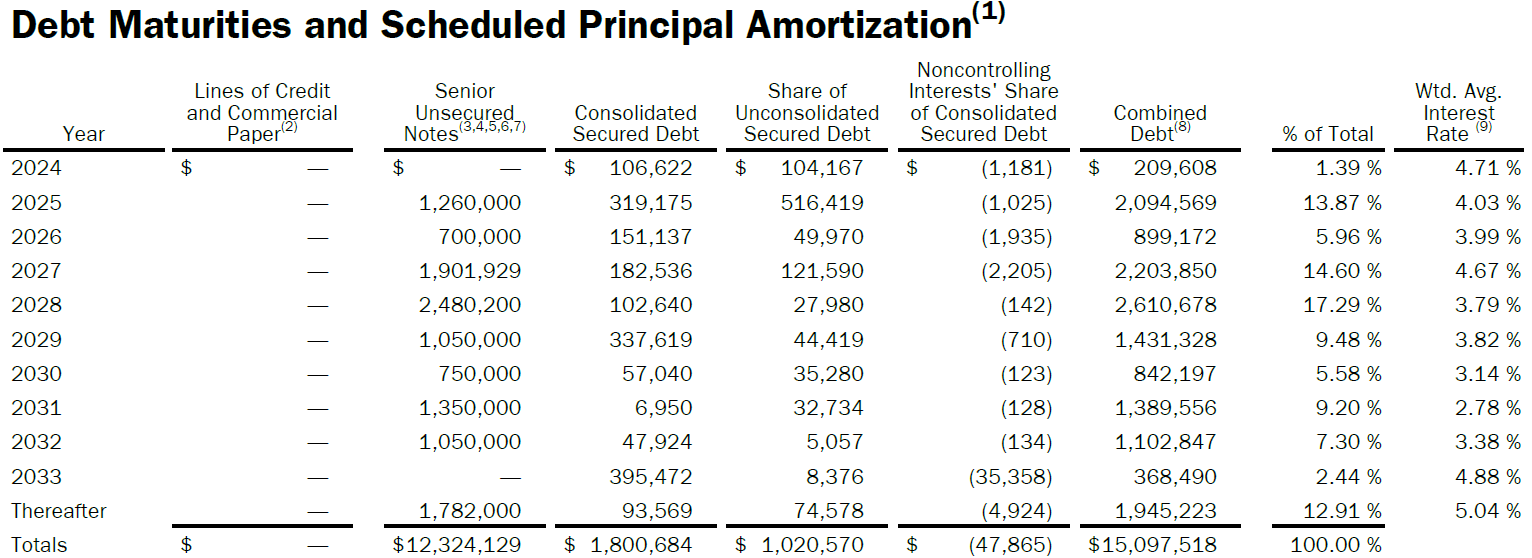 Debt Maturities and Scheduled Principal Amortization(1)
Year Lines of Credit and Commercial Paper(2) Senior Unsecured Notes(3,4,5,6,7) Consolidated Secured Debt Share of Unconsolidated Secured Debt Noncontrolling Interests' Share of Consolidated Secured Debt Combined Debt(8) % of Total Wtd. Avg. Interest Rate (9)
2024 $ — $ — $ 106,622 $ 104,167 $ (1,181) $ 209,608 1.39 % 4.71 %
2025 — 1,260,000 319,175 516,419 (1,025) 2,094,569 13.87 % 4.03 %
2026 — 700,000 151,137 49,970 (1,935) 899,172 5.96 % 3.99 %
2027 — 1,901,929 182,536 121,590 (2,205) 2,203,850 14.60 % 4.67 %
2028 — 2,480,200 102,640 27,980 (142) 2,610,678 17.29 % 3.79 %
2029 — 1,050,000 337,619 44,419 (710) 1,431,328 9.48 % 3.82 %
2030 — 750,000 57,040 35,280 (123) 842,197 5.58 % 3.14 %
2031 — 1,350,000 6,950 32,734 (128) 1,389,556 9.20 % 2.78 %
2032 — 1,050,000 47,924 5,057 (134) 1,102,847 7.30 % 3.38 %
2033 — — 395,472 8,376 (35,358) 368,490 2.44 % 4.88 %
Thereafter — 1,782,000 93,569 74,578 (4,924) 1,945,223 12.91 % 5.04 %
Totals $ — $12,324,129 $ 1,800,684 $ 1,020,570 $ (47,865) $15,097,518 100.00 %